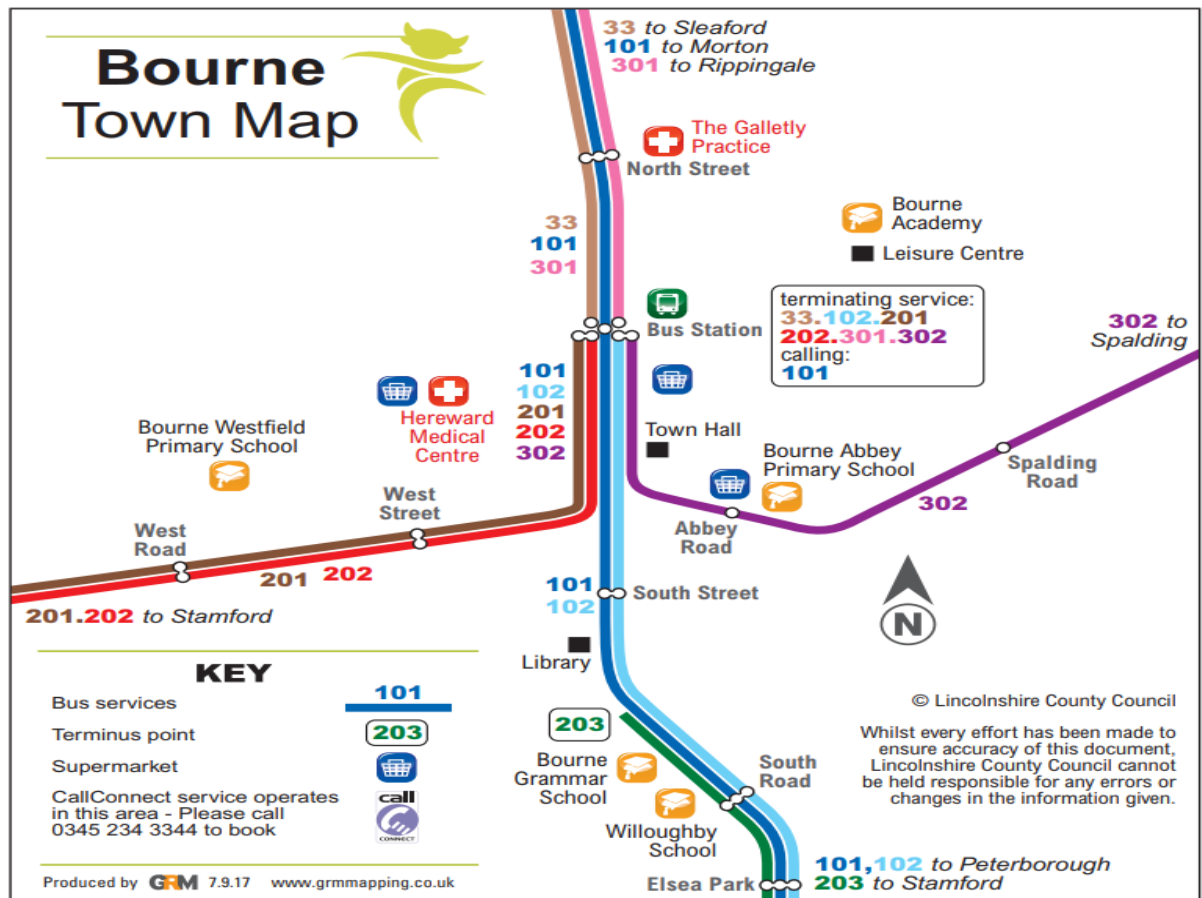 Bourne
Town Map
33 to Sleaford
101 to Morton
301 to Rippingale
The Galletly
Practice
North Street
33
101
301
Bourne
Academy
Leisure Centre
Bus Station
terminating service:
33.102.201
202.301.302
calling:
101
302 to
Spalding
101
102
201
202
302
Hereward
Medical
Centre
Bourne Westfield
Primary School
Town Hall
Bourne Abbey
Primary School
Spalding
Road
302
Abbey
Road
West
Street
West
Road
201 202
201.202 to Stamford
101
102
South Street
Library
N
KEY
Bus services
101
Terminus point
203
Supermarket
CallConnect service operates
in this area - Please call
0345 234 3344 to book
call
CONNECT
203
Bourne
Grammar
School
South
Road
Willoughby
School
Elsea Park
101,102 to Peterborough
203 to Stamford
© Lincolnshire County Council
Whilst every effort has been made to
ensure accuracy of this document,
Lincolnshire County Council cannot
be held responsible for any errors or
changes in the information given.
Produced by GRM 7.9.17 www.grmmapping.co.uk